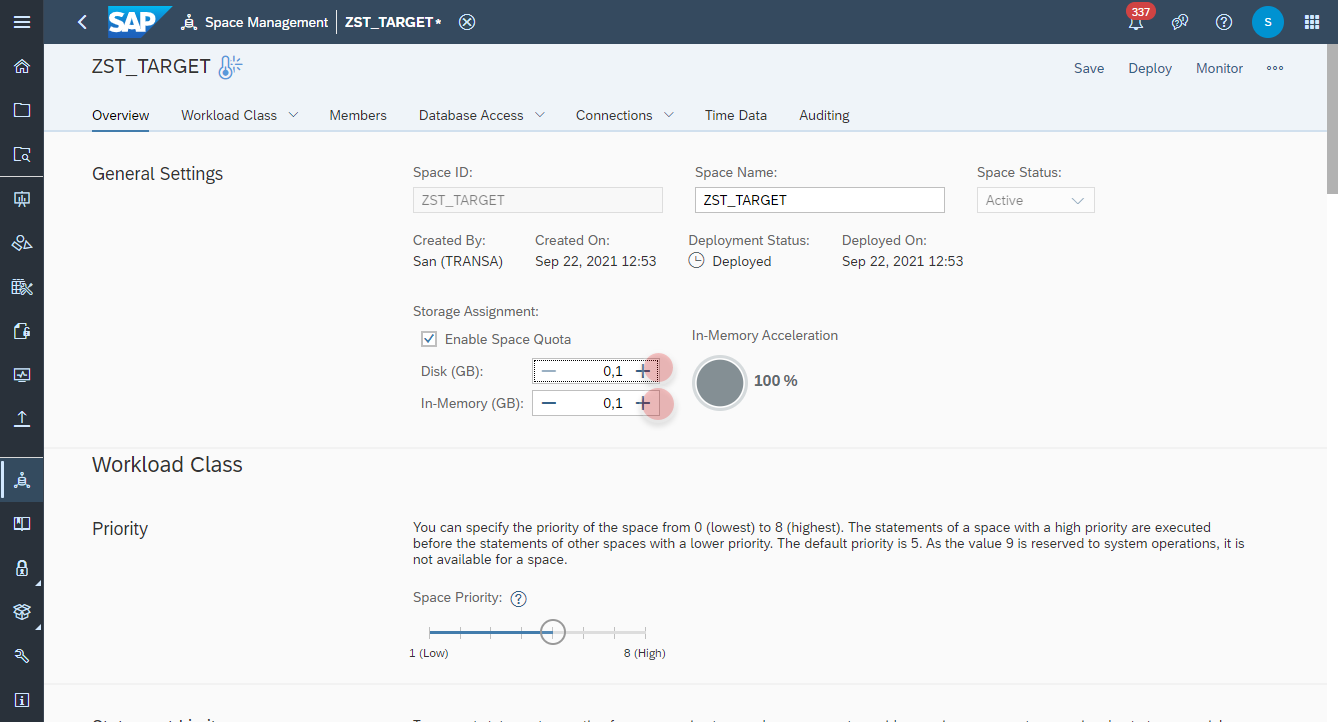 SAP Space Management ZST_TARGET* 337 S
ZST_TARGET
Save Deploy Monitor
Overview Workload Class Members Database Access Connections Time Data Auditing
General Settings
Space ID: Space Name: Space Status:
ZST_TARGET ZST_TARGET Active
Created By: Created On: Deployment Status: Deployed On:
San (TRANSA) Sep 22, 2021 12:53 Deployed Sep 22, 2021 12:53
Storage Assignment:
Enable Space Quota In-Memory Acceleration
Disk (GB): 0,1
100 %
In-Memory (GB): 0,1
Workload Class
Priority
You can specify the priority of the space from 0 (lowest) to 8 (highest). The statements of a space with a high priority are executed
before the statements of other spaces with a lower priority. The default priority is 5. As the value 9 is reserved to system operations, it is
not available for a space.
Space Priority:
1 (Low) 8 (High)